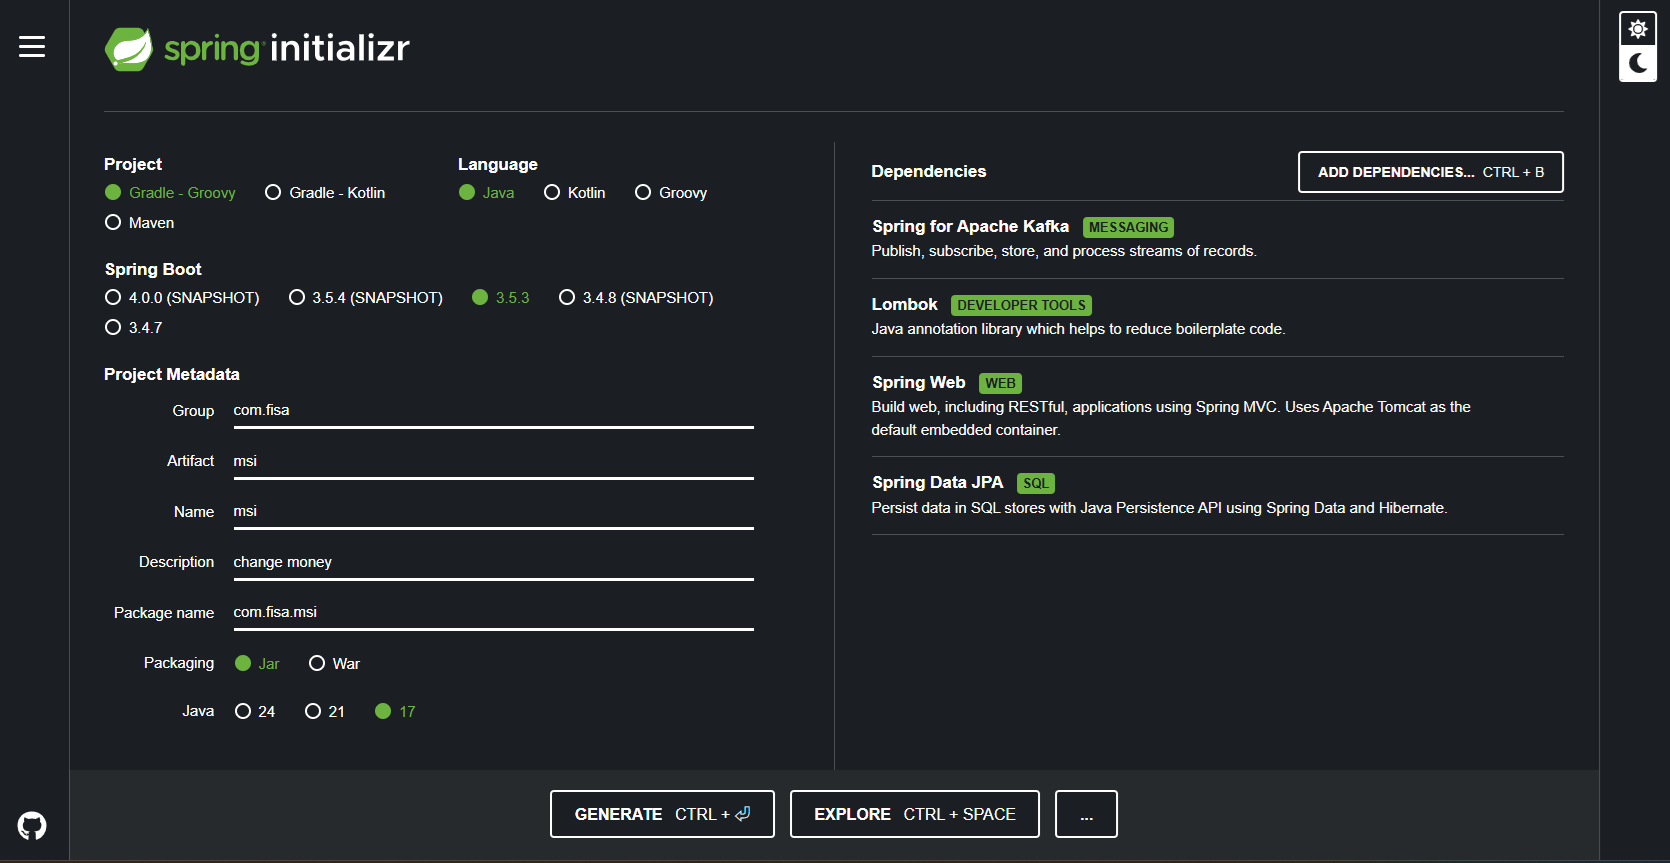 spring initializr
Project
Gradle - Groovy
Gradle - Kotlin
Maven
Language
Java
Kotlin
Groovy
Spring Boot
4.0.0 (SNAPSHOT)
3.5.4 (SNAPSHOT)
3.5.3
3.4.8 (SNAPSHOT)
3.4.7
Project Metadata
Group com.fisa
Artifact msi
Name msi
Description change money
Package name com.fisa.msi
Packaging Jar War
Java 24 21 17
Dependencies
ADD DEPENDENCIES... CTRL + B
Spring for Apache Kafka MESSAGING
Publish, subscribe, store, and process streams of records.
Lombok DEVELOPER TOOLS
Java annotation library which helps to reduce boilerplate code.
Spring Web WEB
Build web, including RESTful, applications using Spring MVC. Uses Apache Tomcat as the
default embedded container.
Spring Data JPA SQL
Persist data in SQL stores with Java Persistence API using Spring Data and Hibernate.
GENERATE CTRL + ⏎
EXPLORE CTRL + SPACE
...